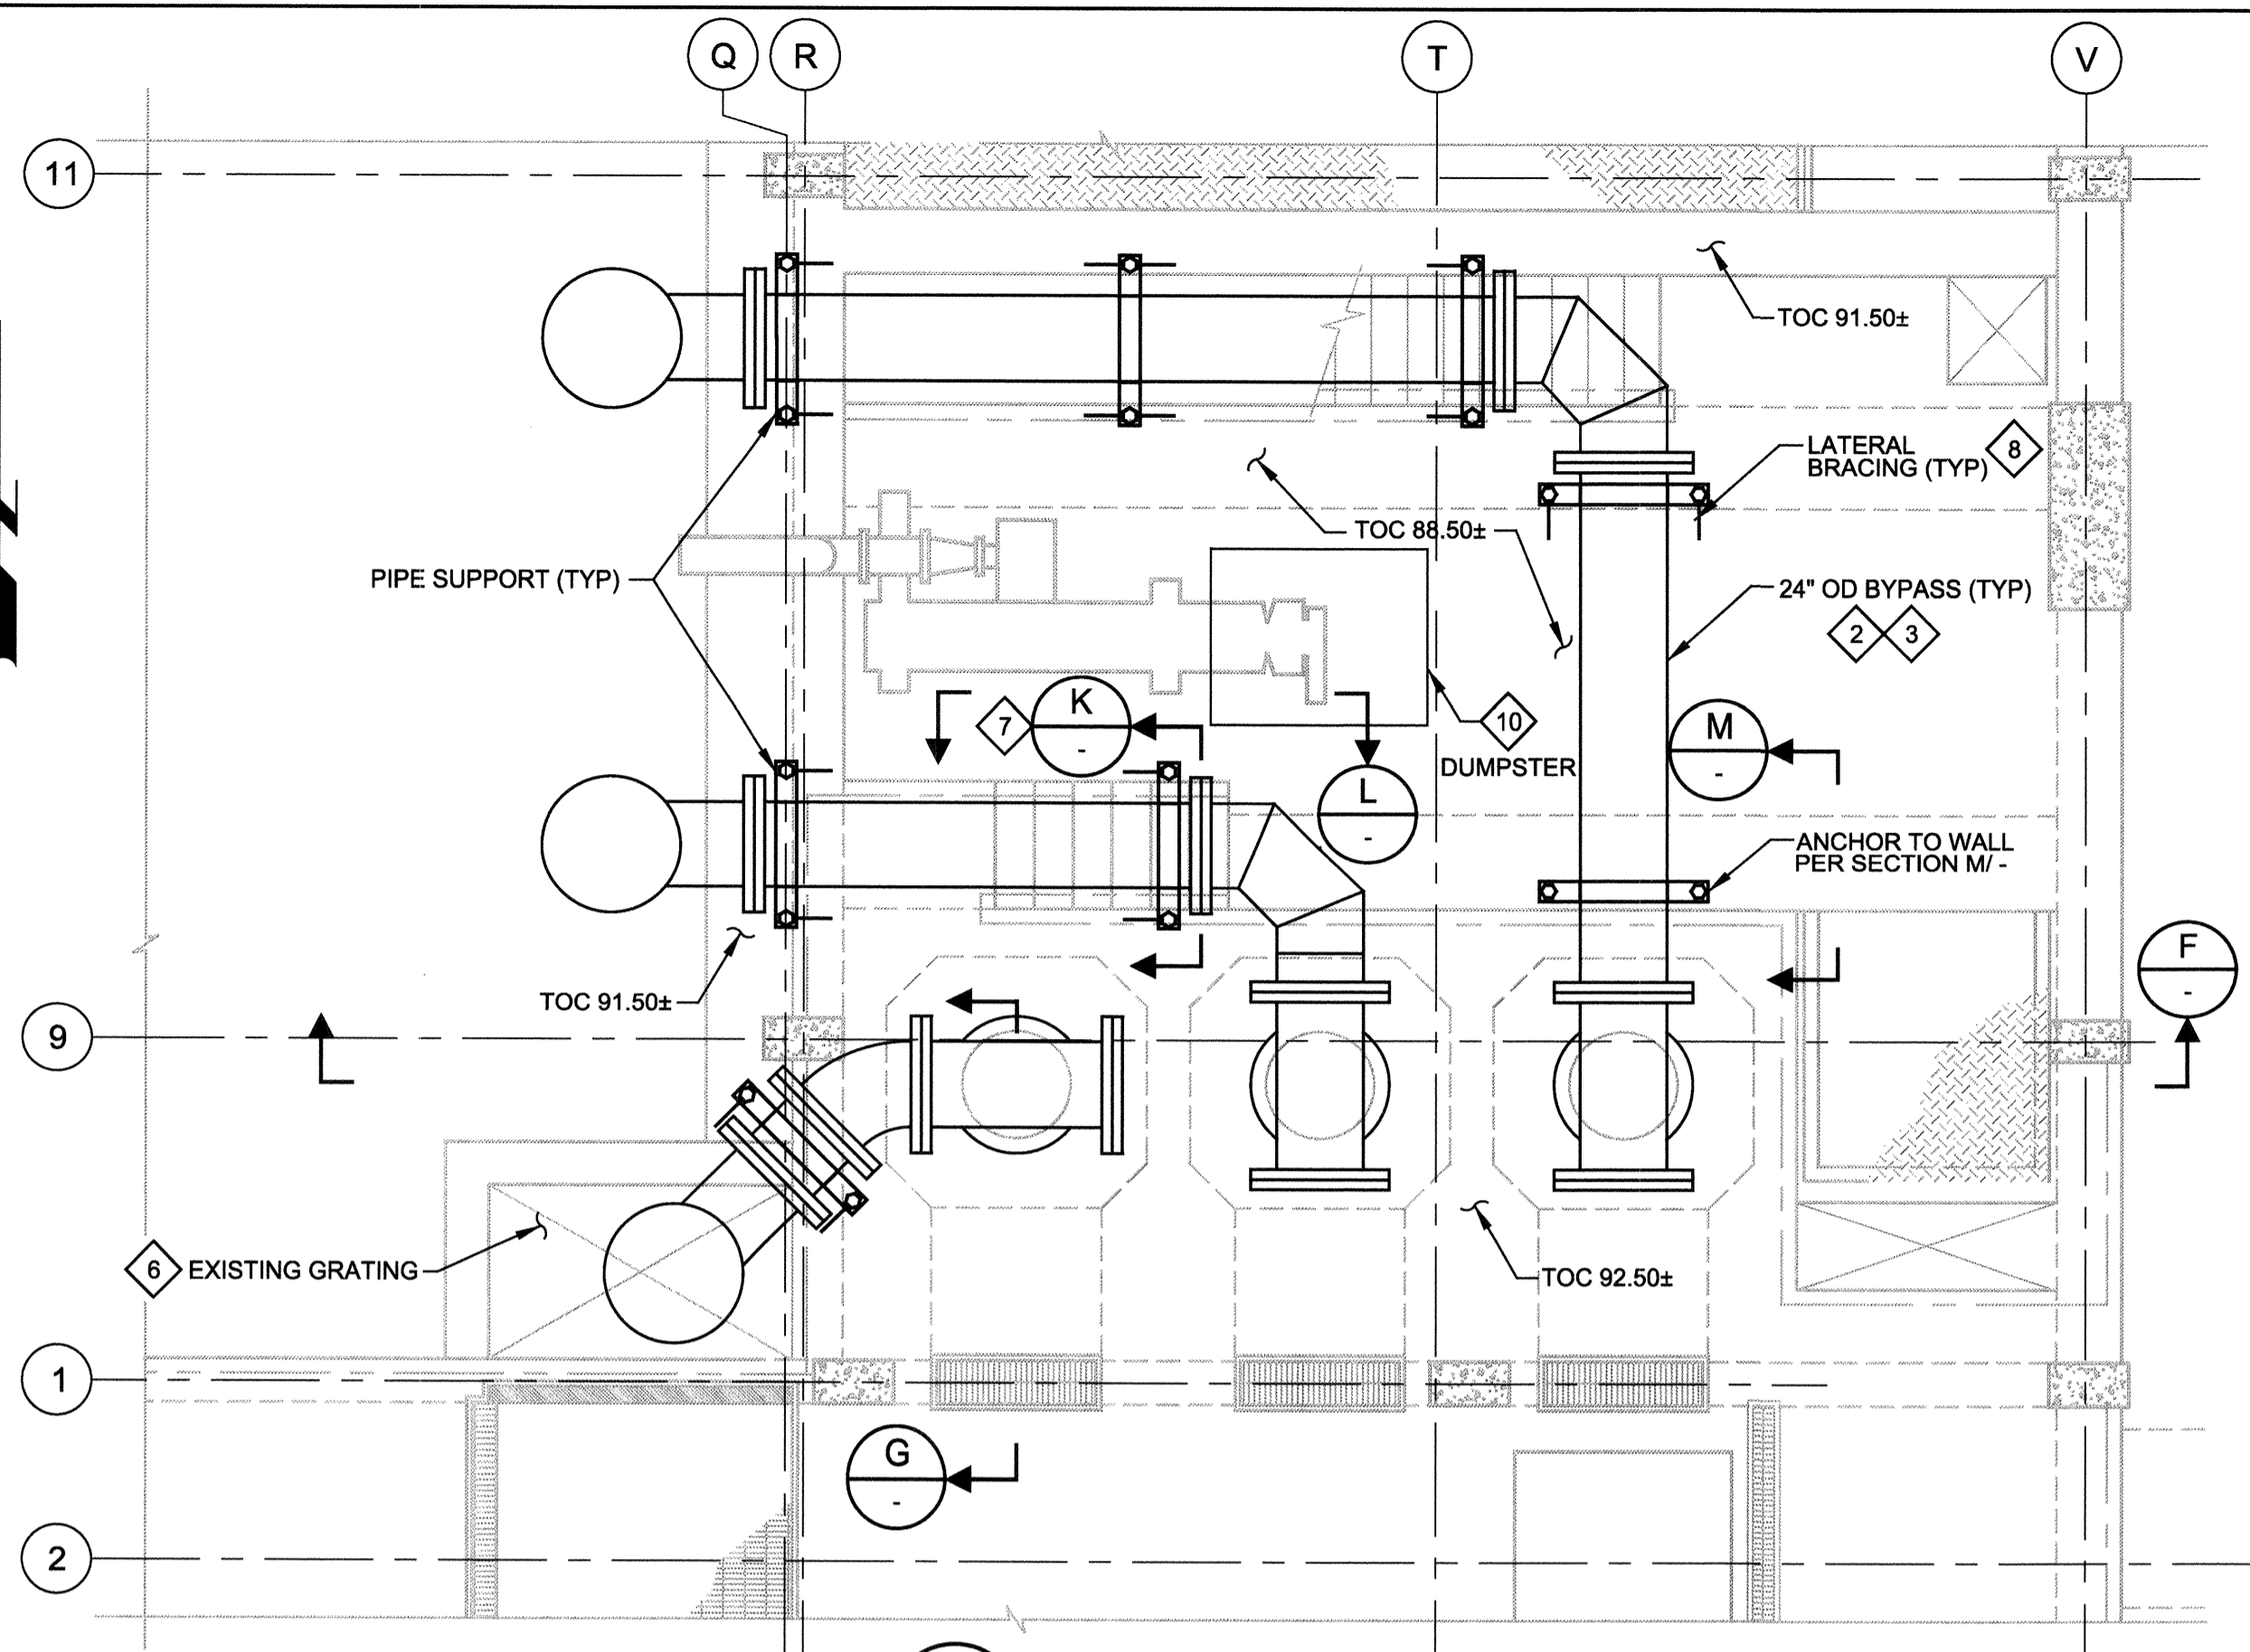 Q R T V
11
TOC 91.50±
LATERAL
BRACING (TYP) 8
TOC 88.50±
PIPE SUPPORT (TYP)
24" OD BYPASS (TYP)
2 3
7 K
-
10
DUMPSTER
M
-
L
-
ANCHOR TO WALL
PER SECTION M/ -
F
-
TOC 91.50±
9
6 EXISTING GRATING
TOC 92.50±
1
G
-
2